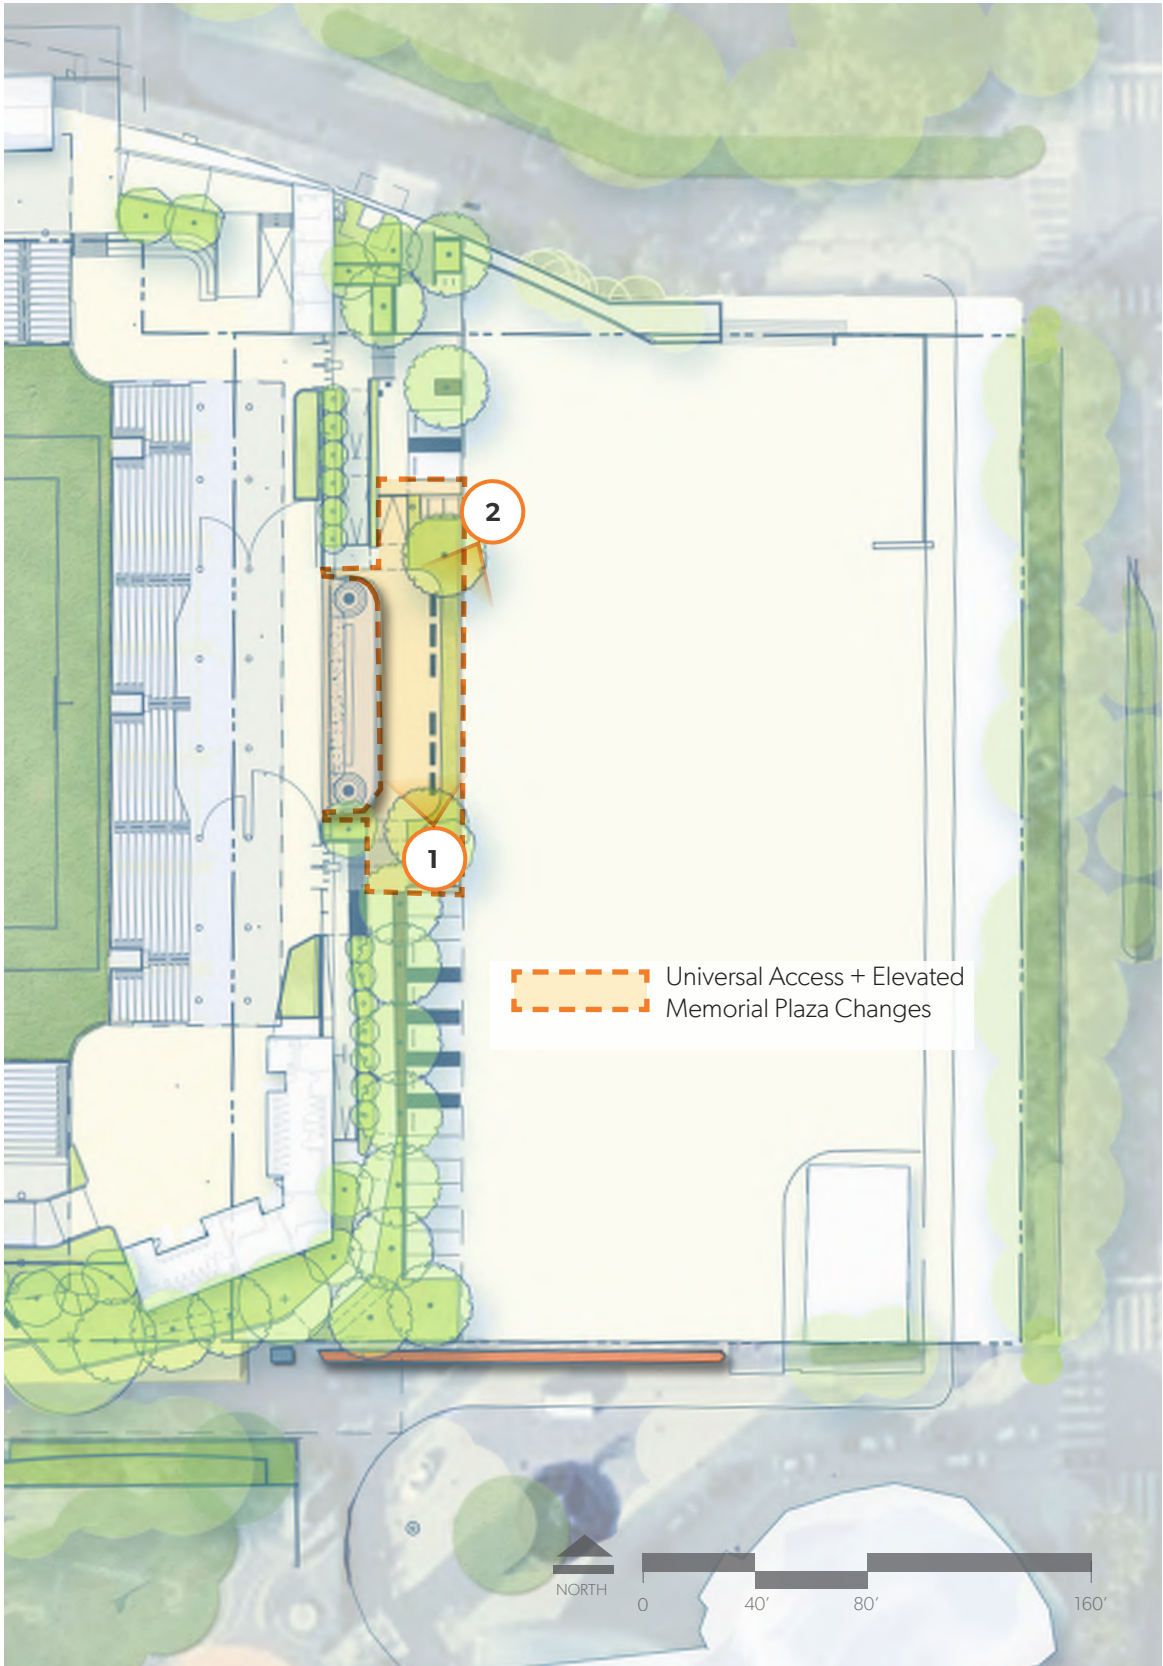 2
1
Universal Access + Elevated
Memorial Plaza Changes
NORTH
0 40’ 80’ 160’